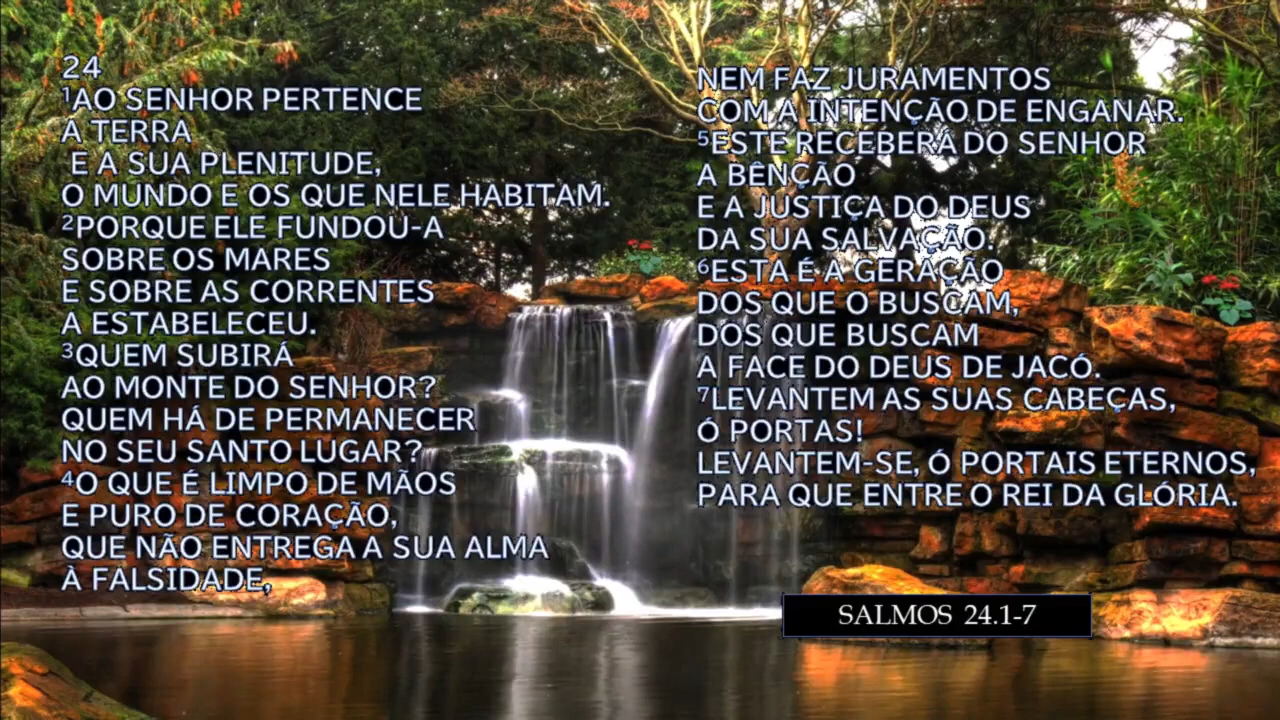 24
¹AO SENHOR PERTENCE
A TERRA
E A SUA PLENITUDE,
O MUNDO E OS QUE NELE HABITAM.
²PORQUE ELE FUNDOU-A
SOBRE OS MARES
E SOBRE AS CORRENTES
A ESTABELECEU.
³QUEM SUBIRÁ
AO MONTE DO SENHOR?
QUEM HÁ DE PERMANECER
NO SEU SANTO LUGAR?
⁴O QUE É LIMPO DE MÃOS
E PURO DE CORAÇÃO,
QUE NÃO ENTREGA A SUA ALMA
À FALSIDADE,
NEM FAZ JURAMENTOS
COM A INTENÇÃO DE ENGANAR.
⁵ESTE RECEBERÁ DO SENHOR
A BÊNÇÃO
E A JUSTIÇA DO DEUS
DA SUA SALVAÇÃO.
⁶ESTA É A GERAÇÃO
DOS QUE O BUSCAM,
DOS QUE BUSCAM
A FACE DO DEUS DE JACÓ.
⁷LEVANTEM AS SUAS CABEÇAS,
Ó PORTAS!
LEVANTEM-SE, Ó PORTAIS ETERNOS,
PARA QUE ENTRE O REI DA GLÓRIA.
SALMOS 24.1-7